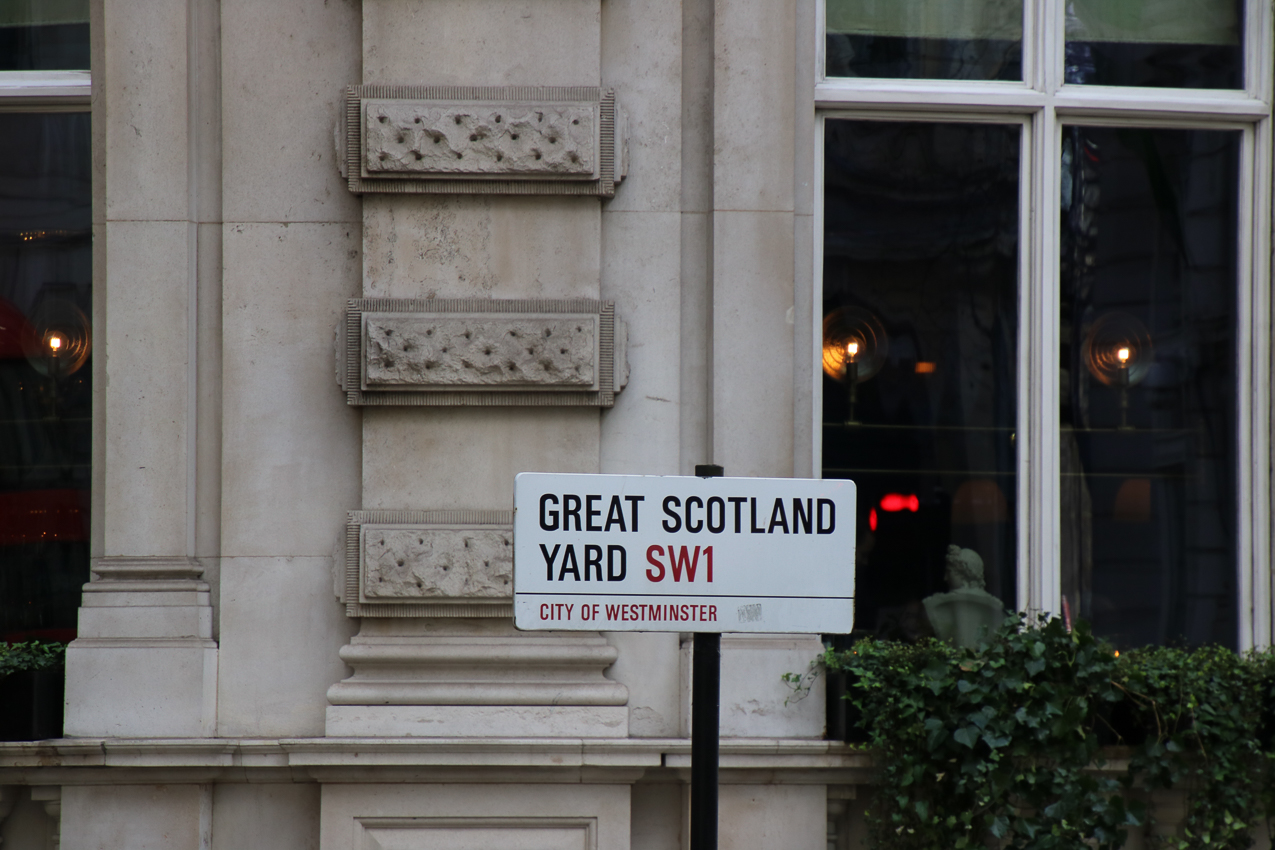 GREAT SCOTLAND
YARD SW1
CITY OF WESTMINSTER